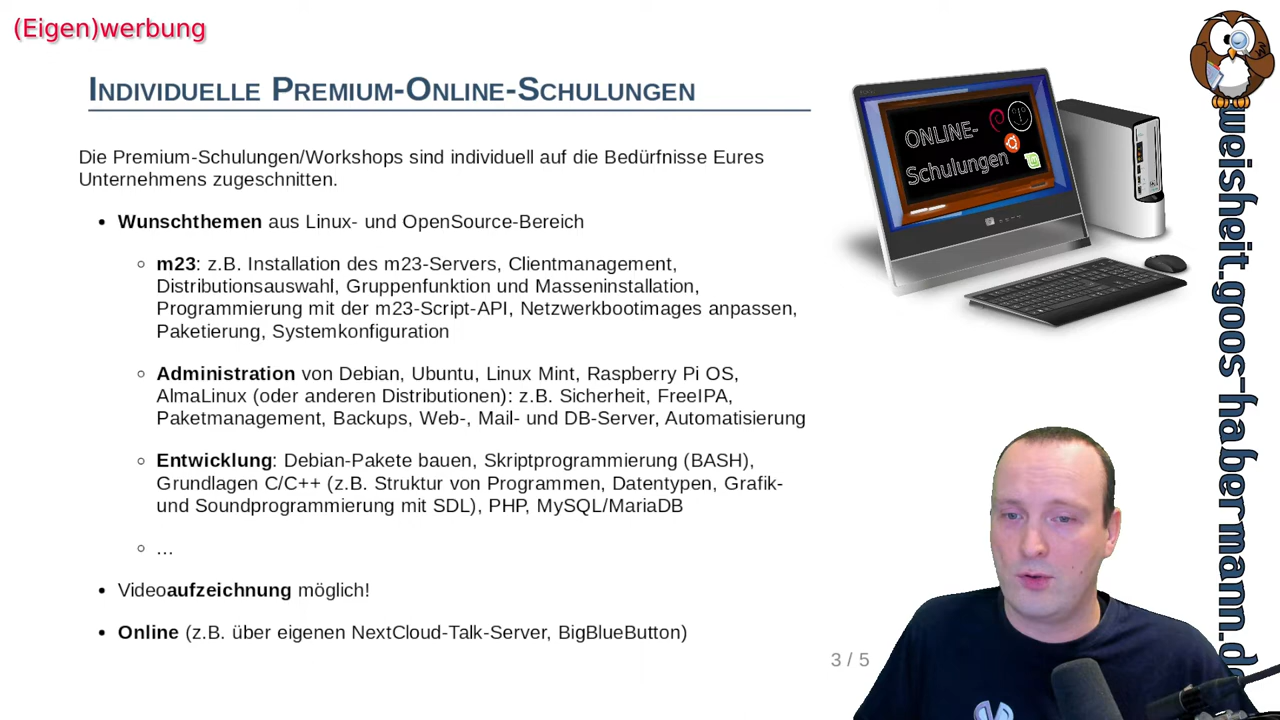 (Eigen)werbung
Individuelle Premium-Online-Schulungen
Die Premium-Schulungen/Workshops sind individuell auf die Bedürfnisse Eures
Unternehmens zugeschnitten.
• Wunschthemen aus Linux- und OpenSource-Bereich
◦ m23: z.B. Installation des m23-Servers, Clientmanagement,
Distributionsauswahl, Gruppenfunktion und Masseninstallation,
Programmierung mit der m23-Script-API, Netzwerkbootimages anpassen,
Paketierung, Systemkonfiguration
◦ Administration von Debian, Ubuntu, Linux Mint, Raspberry Pi OS,
AlmaLinux (oder anderen Distributionen): z.B. Sicherheit, FreeIPA,
Paketmanagement, Backups, Web-, Mail- und DB-Server, Automatisierung
◦ Entwicklung: Debian-Pakete bauen, Skriptprogrammierung (BASH),
Grundlagen C/C++ (z.B. Struktur von Programmen, Datentypen, Grafik-
und Soundprogrammierung mit SDL), PHP, MySQL/MariaDB
◦ ...
• Videoaufzeichnung möglich!
• Online (z.B. über eigenen NextCloud-Talk-Server, BigBlueButton)
3 / 5
ONLINE-
Schulungen
weisheit.goos-habermann.d